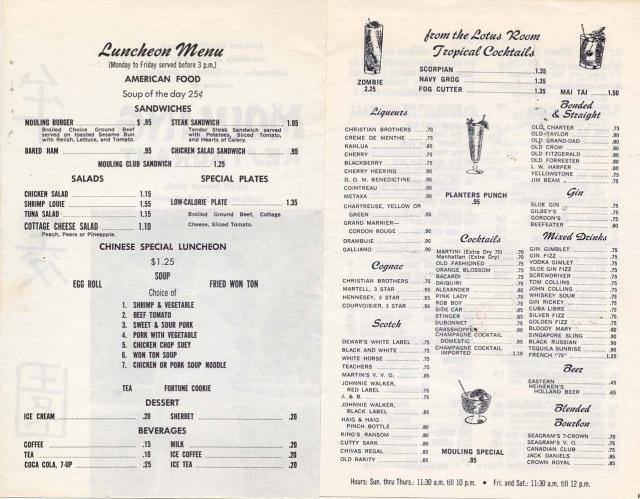 Luncheon Menu
(Monday to Friday served before 3 p.m.)
AMERICAN FOOD
Soup of the day 25¢
SANDWICHES
MOULING BURGER $ .85
Broiled Choice Ground Beef
served on toasted Sesame Bun
with Relish, Lettuce, and Tomato.
STEAK SANDWICH 1.95
Tender Steak Sandwich served
with Potatoes, Sliced Tomato,
and Hearts of Celery.
BAKED HAM .95
CHICKEN SALAD SANDWICH .95
MOULING CLUB SANDWICH 1.25
SALADS
CHICKEN SALAD 1.15
SHRIMP LOUIE 1.55
TUNA SALAD 1.15
COTTAGE CHEESE SALAD 1.10
Peach, Pears or Pineapple.
SPECIAL PLATES
LOW-CALORIE PLATE 1.35
Broiled Ground Beef, Cottage
Cheese, Sliced Tomato.
CHINESE SPECIAL LUNCHEON
$1.25
SOUP
EGG ROLL FRIED WON TON
Choice of
1. SHRIMP & VEGETABLE
2. BEEF TOMATO
3. SWEET & SOUR PORK
4. PORK WITH VEGETABLE
5. CHICKEN CHOP SUEY
6. WON TON SOUP
7. CHICKEN OR PORK SOUP NOODLE
TEA FORTUNE COOKIE
DESSERT
ICE CREAM .20 SHERBET .20
BEVERAGES
COFFEE .15 MILK .20
TEA .10 ICE COFFEE .20
COCA COLA, 7-UP .25 ICE TEA .20
from the Lotus Room
Tropical Cocktails
ZOMBIE
2.25
SCORPIAN 1.35
NAVY GROG 1.35
FOG CUTTER 1.35
MAI TAI 1.50
Liqueurs
CHRISTIAN BROTHERS .70
CREME DE MENTHE .75
KAHLUA .85
CHERRY .75
BLACKBERRY .75
CHERRY HEERING .90
D. O. M. BENEDICTINE .90
COINTREAU .90
METAXA .90
CHARTREUSE, YELLOW OR
GREEN .90
GRAND MARNIER—
CORDON ROUGE .90
DRAMBUIE .90
GALLIANO .90
Cognac
CHRISTIAN BROTHERS .75
MARTELL, 3 STAR .95
HENNESEY, 3 STAR .95
COURVOISIER, 3 STAR .95
Scotch
DEWAR'S WHITE LABEL .75
BLACK AND WHITE .75
WHITE HORSE .75
TEACHERS .75
MARTIN'S V. V. O. .85
JOHNNIE WALKER,
RED LABEL .75
J. & B. .75
JOHNNIE WALKER,
BLACK LABEL .85
HAIG & HAIG
PINCH BOTTLE .80
KING'S RANSOM .80
CUTTY SARK .80
CHIVAS REGAL .85
OLD RARITY .85
PLANTERS PUNCH
.95
Cocktails
MARTINI (Extra Dry 70) .70
Manhattan (Extra Dry) .70
OLD FASHIONED .75
ORANGE BLOSSOM .75
BACARDI .75
DAIQUIRI .75
ALEXANDER .80
PINK LADY .75
ROB BOY .75
SIDE CAR .85
STINGER .85
DUBONNET .75
GRASSHOPPER .90
CHAMPAGNE COCKTAIL
DOMESTIC .95
CHAMPAGNE COCKTAIL
IMPORTED 1.10
MOULING SPECIAL
.95
Bonded
& Straight
OLD CHARTER .75
OLD TAYLOR .80
OLD GRAND-DAD .80
OLD CROW .80
OLD FITZGERALD .80
OLD FORRESTER .80
I. W. HARPER .80
YELLOWSTONE .75
JIM BEAM .75
Gin
SLOE GIN .75
GILBEY'S .75
GORDON'S .75
BEEFEATER .80
Mixed Drinks
GIN GIMBLET .75
GIN FIZZ .75
VODKA GIMLET .75
SLOE GIN FIZZ .75
SCREWDRIVER .75
TOM COLLINS .75
JOHN COLLINS .75
WHISKEY SOUR .75
GIN RICKEY .75
CUBA LIBRE .75
SILVER FIZZ .75
GOLDEN FIZZ .75
BLOODY MARY .80
SINGAPORE SLING .90
BLACK RUSSIAN .90
TEQUILA SUNRISE .90
FRENCH "75" 1.25
Beer
EASTERN .45
HEINEKEN'S
HOLLAND BEER .65
Blended
Bourbon
SEAGRAM'S 7-CROWN .70
SEAGRAM'S V. O. .75
CANADIAN CLUB .75
JACK DANIELS .85
CROWN ROYAL .85
Hours: Sun. thru Thurs.: 11:30 a.m. till 10 p.m. • Fri. and Sat.: 11:30 a.m. till 12 p.m.